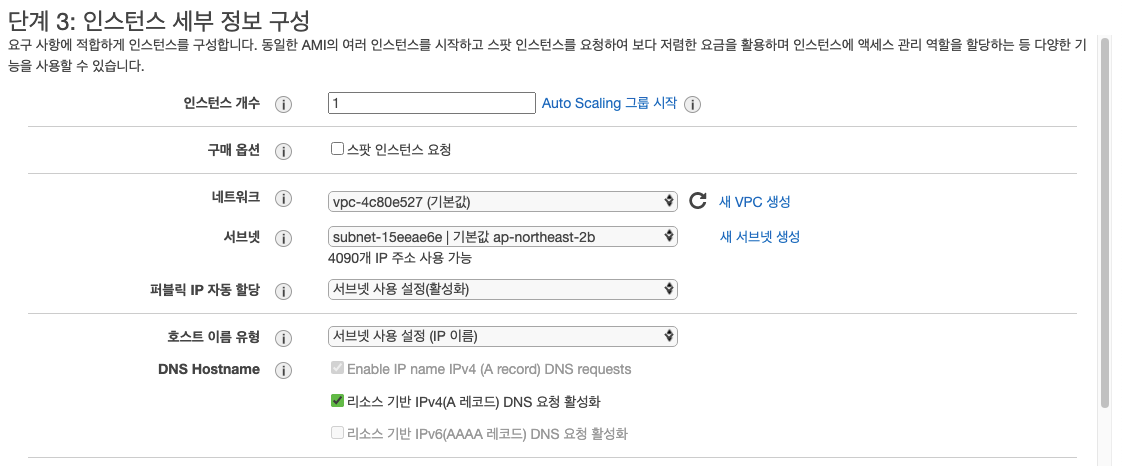 단계 3: 인스턴스 세부 정보 구성
요구 사항에 적합하게 인스턴스를 구성합니다. 동일한 AMI의 여러 인스턴스를 시작하고 스팟 인스턴스를 요청하여 보다 저렴한 요금을 활용하며 인스턴스에 액세스 관리 역할을 할당하는 등 다양한 기
능을 사용할 수 있습니다.
인스턴스 개수 i 1 Auto Scaling 그룹 시작 i
구매 옵션 i 스팟 인스턴스 요청
네트워크 i vpc-4c80e527 (기본값) 새 VPC 생성
서브넷 i subnet-15eeae6e | 기본값 ap-northeast-2b 새 서브넷 생성
4090개 IP 주소 사용 가능
퍼블릭 IP 자동 할당 i 서브넷 사용 설정(활성화)
호스트 이름 유형 i 서브넷 사용 설정 (IP 이름)
DNS Hostname i Enable IP name IPv4 (A record) DNS requests
리소스 기반 IPv4(A 레코드) DNS 요청 활성화
리소스 기반 IPv6(AAAA 레코드) DNS 요청 활성화